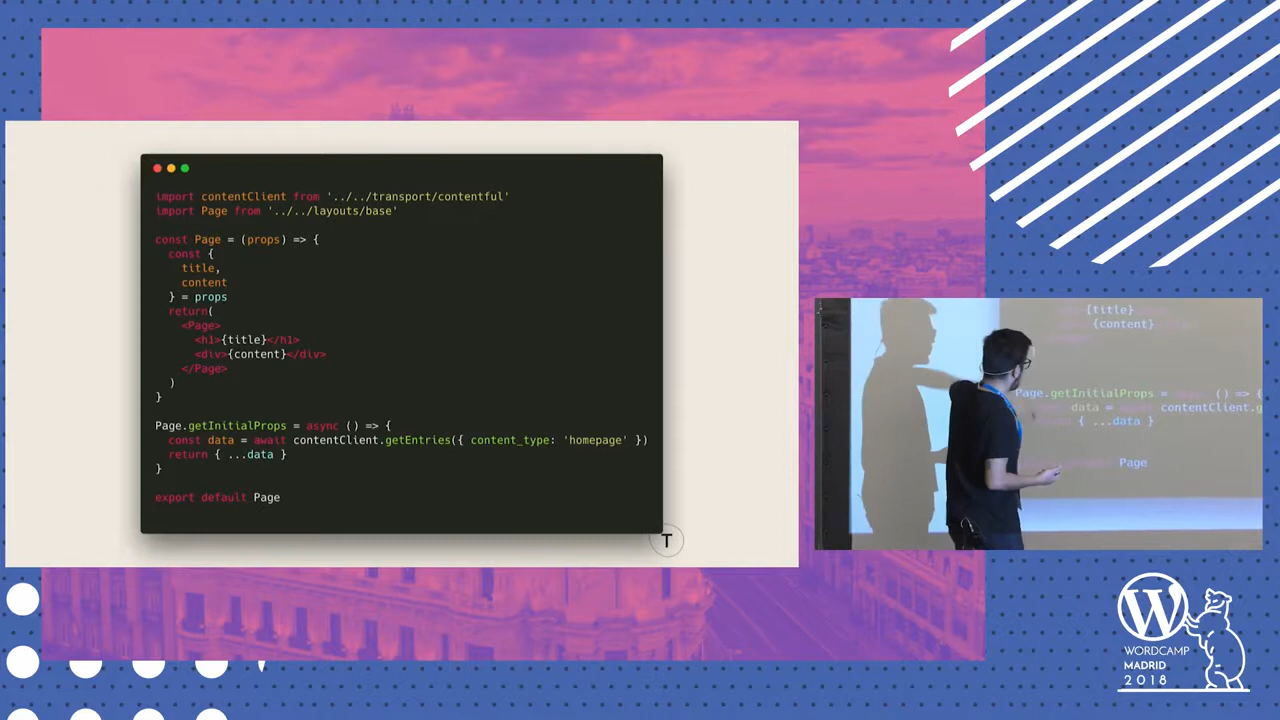 import contentClient from '../../transport/contentful'
import Page from '../../layouts/base'
const Page = (props) => {
const {
title,
content
} = props
return(
<Page>
<h1>{title}</h1>
<div>{content}</div>
</Page>
)
}
Page.getInitialProps = async () => {
const data = await contentClient.getEntries({ content_type: 'homepage' })
return { ...data }
}
export default Page
T
[title}
{content}
Page.getInitialProps = () => {
data = contentClient.g
{ ...data }
Page
W
WORDCAMP
MADRID
2018